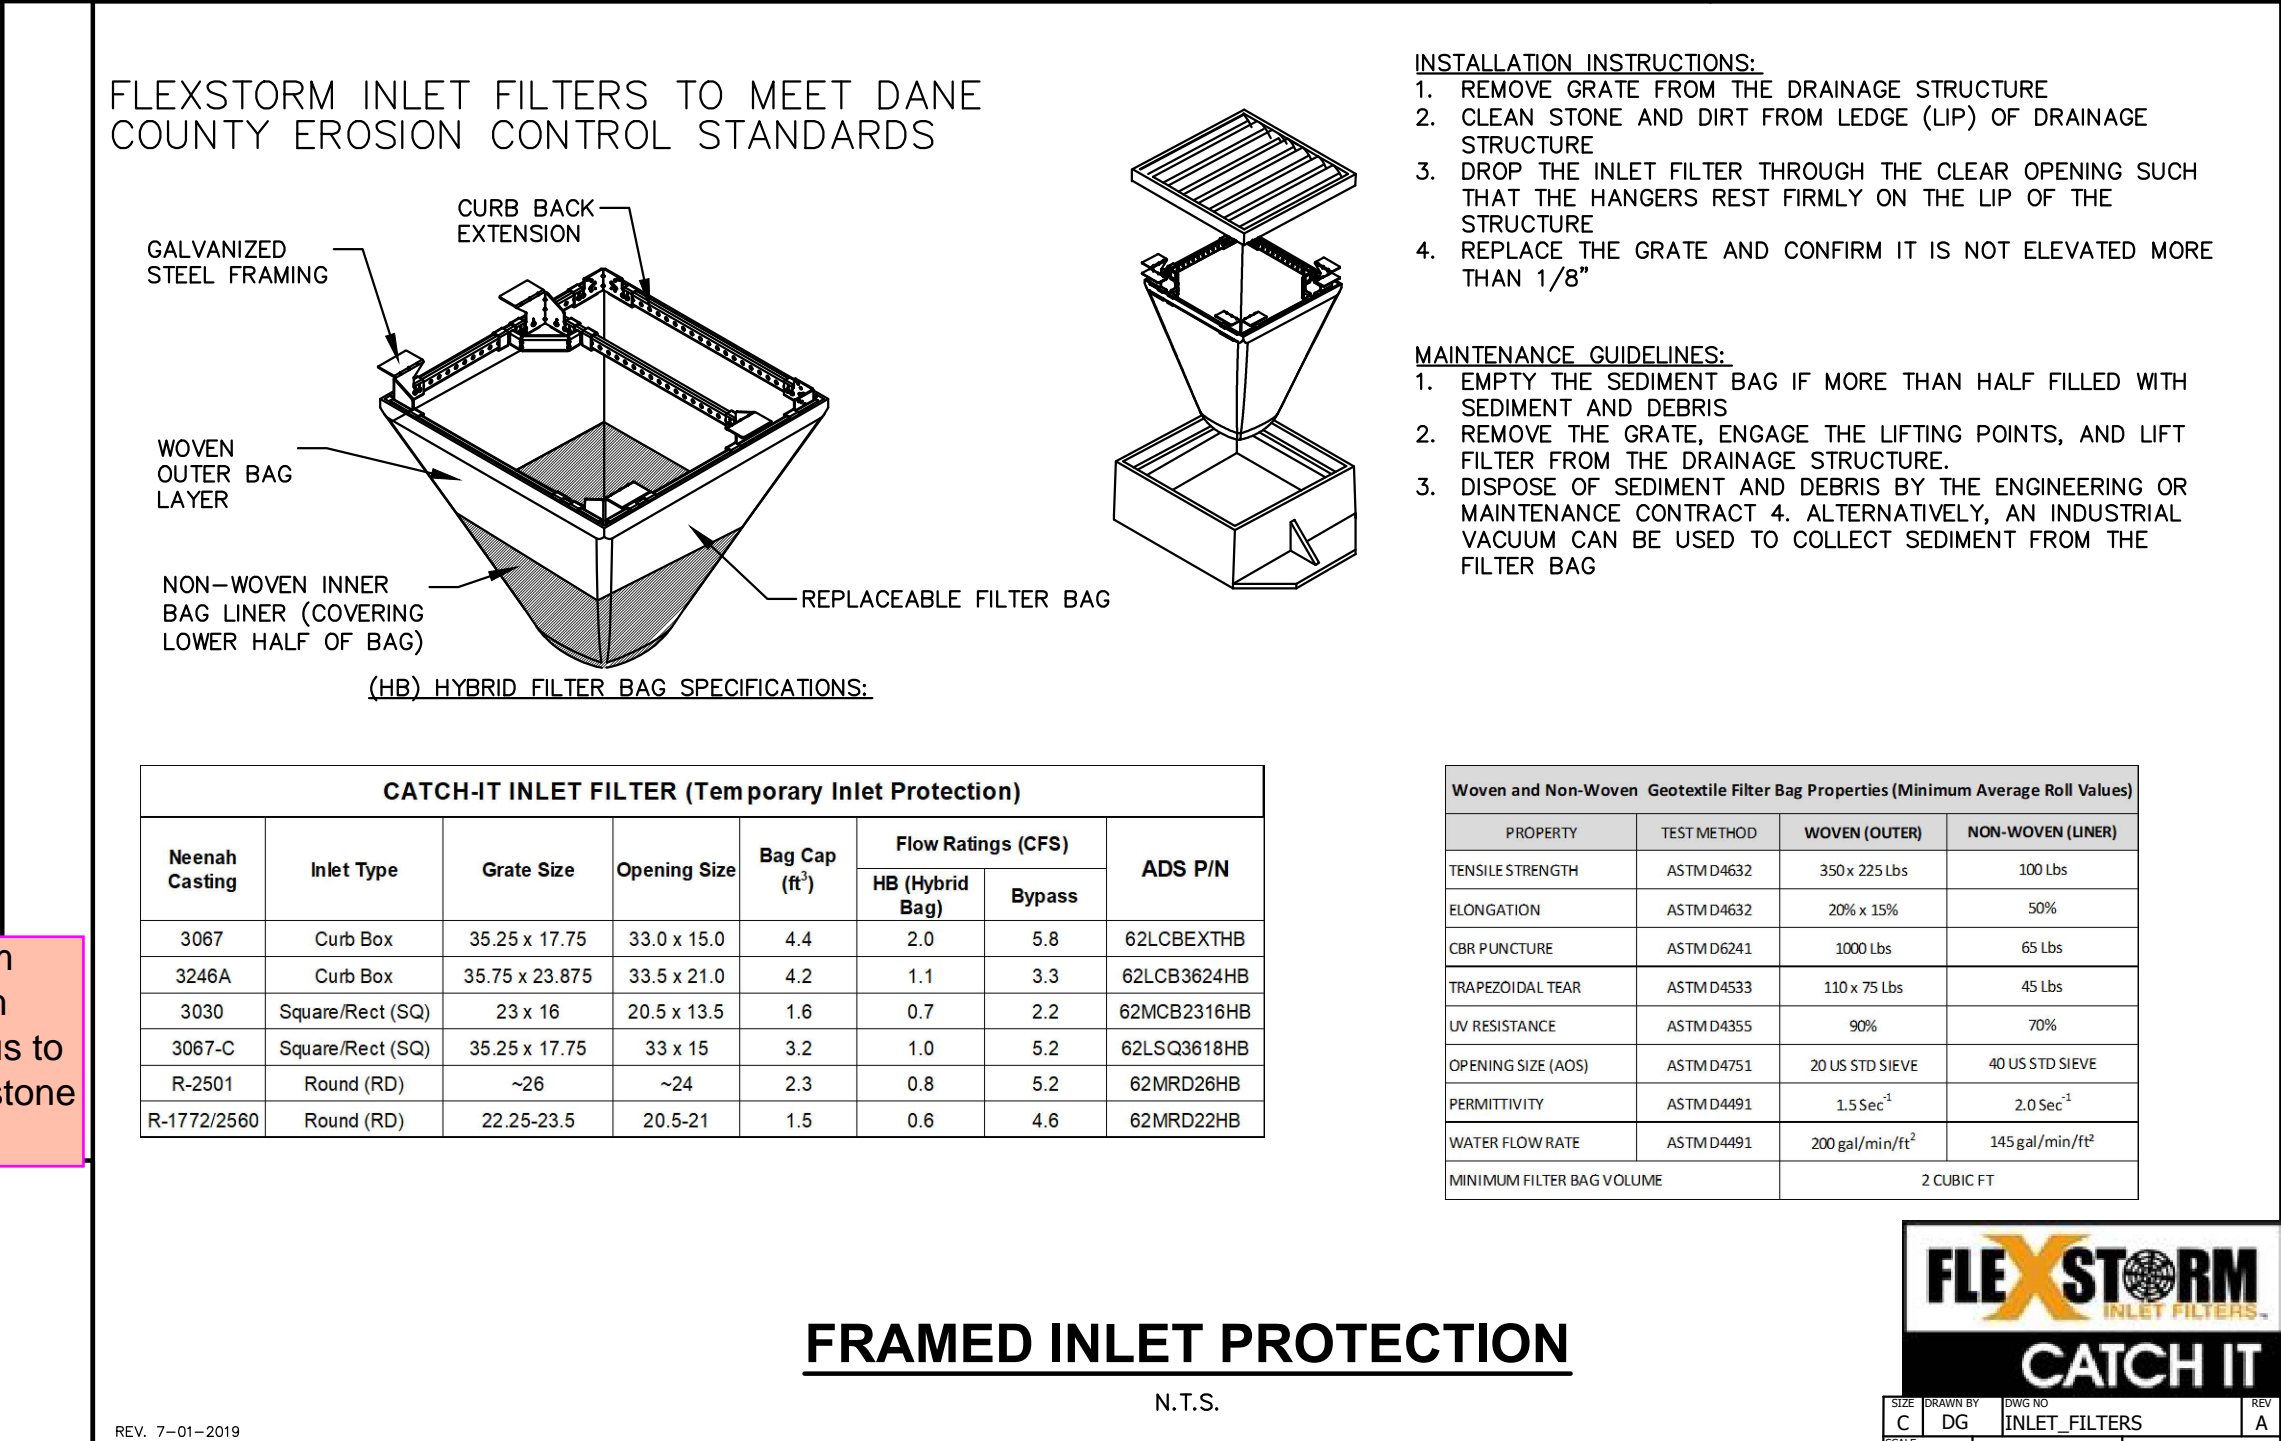 FLEXSTORM INLET FILTERS TO MEET DANE
COUNTY EROSION CONTROL STANDARDS
CURB BACK
EXTENSION
GALVANIZED
STEEL FRAMING
WOVEN
OUTER BAG
LAYER
NON-WOVEN INNER
BAG LINER (COVERING
LOWER HALF OF BAG)
REPLACEABLE FILTER BAG
(HB) HYBRID FILTER BAG SPECIFICATIONS:
INSTALLATION INSTRUCTIONS:
1. REMOVE GRATE FROM THE DRAINAGE STRUCTURE
2. CLEAN STONE AND DIRT FROM LEDGE (LIP) OF DRAINAGE
STRUCTURE
3. DROP THE INLET FILTER THROUGH THE CLEAR OPENING SUCH
THAT THE HANGERS REST FIRMLY ON THE LIP OF THE
STRUCTURE
4. REPLACE THE GRATE AND CONFIRM IT IS NOT ELEVATED MORE
THAN 1/8”
MAINTENANCE GUIDELINES:
1. EMPTY THE SEDIMENT BAG IF MORE THAN HALF FILLED WITH
SEDIMENT AND DEBRIS
2. REMOVE THE GRATE, ENGAGE THE LIFTING POINTS, AND LIFT
FILTER FROM THE DRAINAGE STRUCTURE.
3. DISPOSE OF SEDIMENT AND DEBRIS BY THE ENGINEERING OR
MAINTENANCE CONTRACT 4. ALTERNATIVELY, AN INDUSTRIAL
VACUUM CAN BE USED TO COLLECT SEDIMENT FROM THE
FILTER BAG
CATCH-IT INLET FILTER (Temporary Inlet Protection)
Neenah Casting Inlet Type Grate Size Opening Size Bag Cap (ft³) Flow Ratings (CFS) ADS P/N
HB (Hybrid Bag) Bypass
3067 Curb Box 35.25 x 17.75 33.0 x 15.0 4.4 2.0 5.8 62LCBEXTHB
3246A Curb Box 35.75 x 23.875 33.5 x 21.0 4.2 1.1 3.3 62LCB3624HB
3030 Square/Rect (SQ) 23 x 16 20.5 x 13.5 1.6 0.7 2.2 62MCB2316HB
3067-C Square/Rect (SQ) 35.25 x 17.75 33 x 15 3.2 1.0 5.2 62LSQ3618HB
R-2501 Round (RD) ~26 ~24 2.3 0.8 5.2 62MRD26HB
R-1772/2560 Round (RD) 22.25-23.5 20.5-21 1.5 0.6 4.6 62MRD22HB
Woven and Non-Woven Geotextile Filter Bag Properties (Minimum Average Roll Values)
PROPERTY TEST METHOD WOVEN (OUTER) NON-WOVEN (LINER)
TENSILE STRENGTH ASTM D4632 350 x 225 Lbs 100 Lbs
ELONGATION ASTM D4632 20% x 15% 50%
CBR PUNCTURE ASTM D6241 1000 Lbs 65 Lbs
TRAPEZOIDAL TEAR ASTM D4533 110 x 75 Lbs 45 Lbs
UV RESISTANCE ASTM D4355 90% 70%
OPENING SIZE (AOS) ASTM D4751 20 US STD SIEVE 40 US STD SIEVE
PERMITTIVITY ASTM D4491 1.5 Sec⁻¹ 2.0 Sec⁻¹
WATER FLOW RATE ASTM D4491 200 gal/min/ft² 145 gal/min/ft²
MINIMUM FILTER BAG VOLUME 2 CUBIC FT
us to
stone
FRAMED INLET PROTECTION
N.T.S.
REV. 7-01-2019
FLEXSTORM
INLET FILTERS
CATCH IT
SIZE DRAWN BY DWG NO REV
C DG INLET_FILTERS A